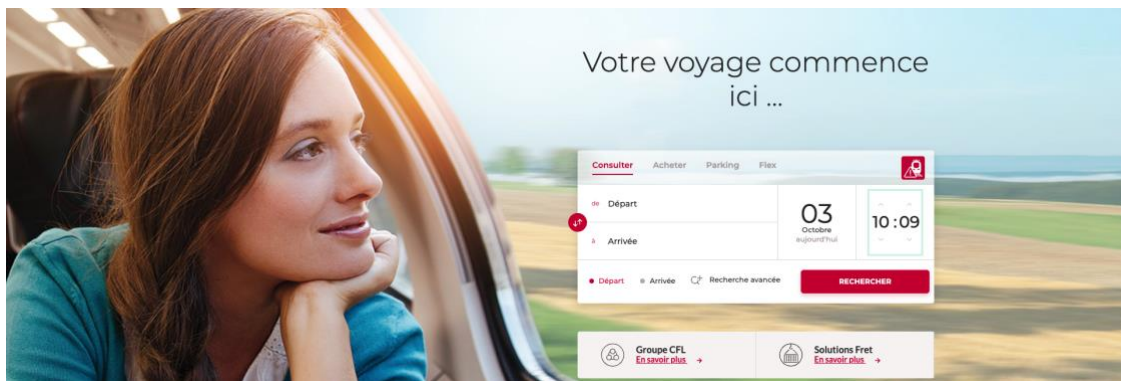 Votre voyage commence
ici ...
Consulter Acheter Parking Flex
de Départ
à Arrivée
03
Octobre
aujourd'hui
10 : 09
Départ Arrivée Recherche avancée RECHERCHER
Groupe CFL
En savoir plus →
Solutions Fret
En savoir plus →